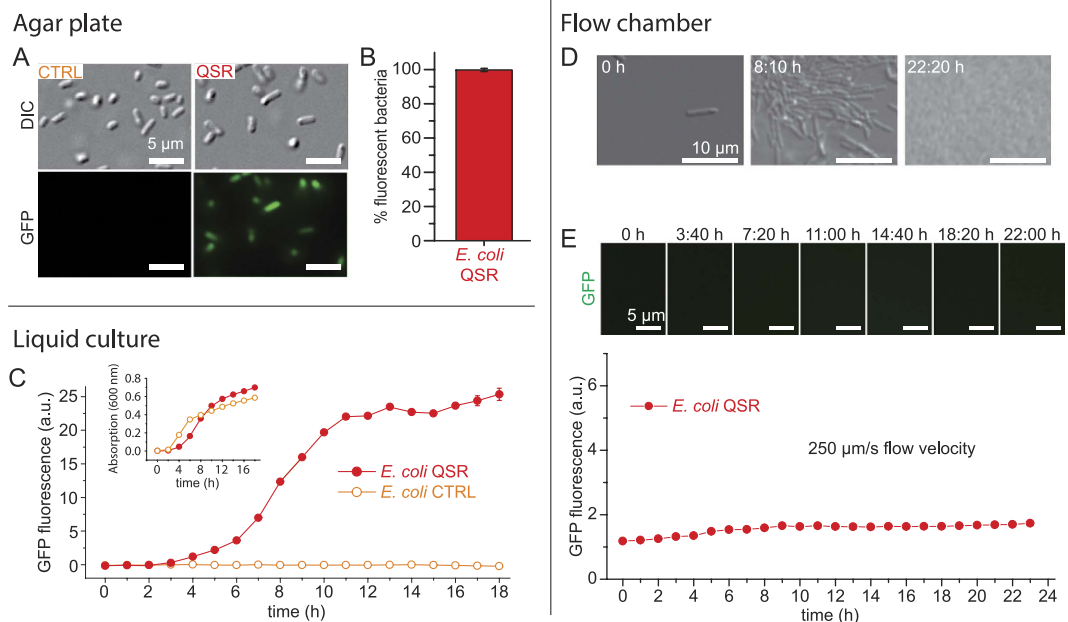 Agar plate
A
CTRL
QSR
DIC
5 µm
GFP
B
% fluorescent bacteria
100
80
60
40
20
0
E. coli
QSR
Liquid culture
C
GFP fluorescence (a.u.)
25
20
15
10
5
0
Absorption (600 nm)
0.8
0.4
0.0
0 4 8 12 16
time (h)
E. coli QSR
E. coli CTRL
0 2 4 6 8 10 12 14 16 18
time (h)
Flow chamber
D
0 h
8:10 h
22:20 h
10 µm
E
0 h 3:40 h 7:20 h 11:00 h 14:40 h 18:20 h 22:00 h
GFP
5 µm
GFP fluorescence (a.u.)
6
4
2
0
E. coli QSR
250 µm/s flow velocity
0 2 4 6 8 10 12 14 16 18 20 22 24
time (h)